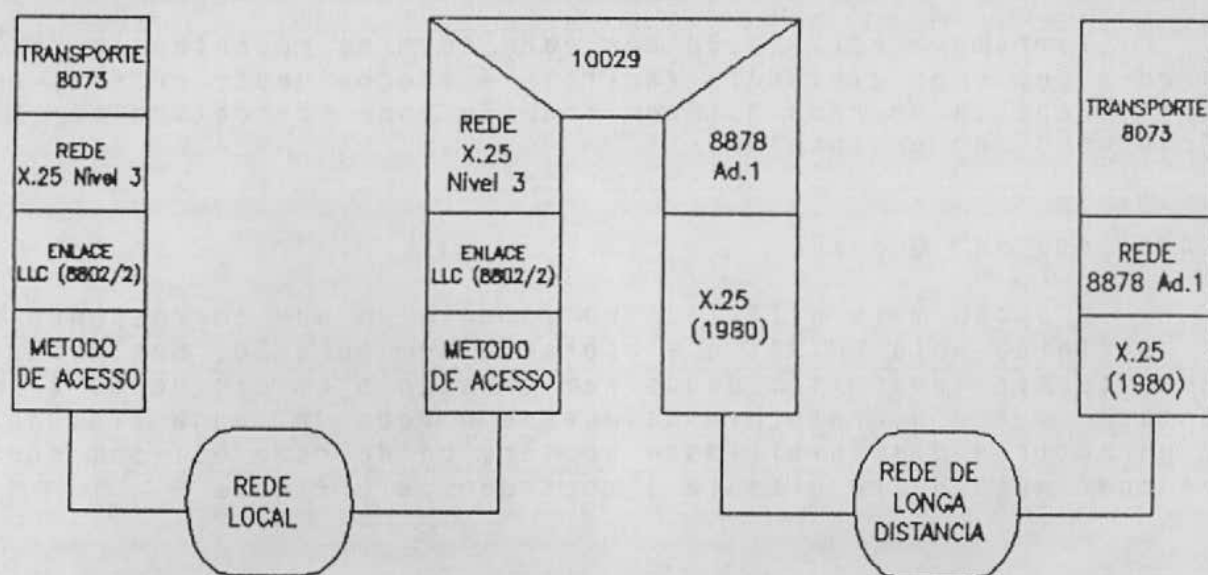 TRANSPORTE
8073
REDE
X.25 Nivel 3
ENLACE
LLC (8802/2)
METODO
DE ACESSO
10029
REDE
X.25
Nivel 3
ENLACE
LLC (8802/2)
METODO
DE ACESSO
8878
Ad.1
X.25
(1980)
TRANSPORTE
8073
REDE
8878 Ad.1
X.25
(1980)
REDE
LOCAL
REDE DE
LONGA
DISTANCIA